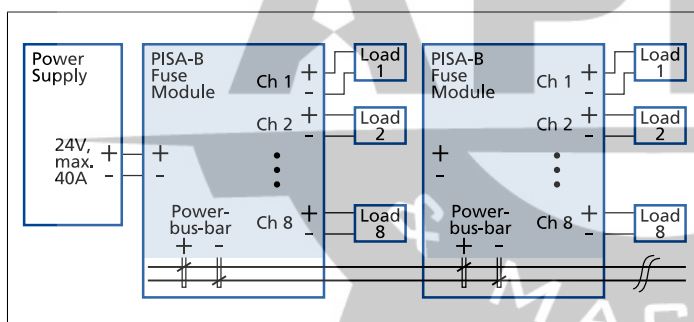 Power
Supply
24V,
max.
40A
+
-
PISA-B
Fuse
Module
+
-
Ch 1
+
-
Load
1
Ch 2
+
-
Load
2
Ch 8
+
-
Load
8
Power-
bus-bar
+ -
PISA-B
Fuse
Module
+
-
Ch 1
+
-
Load
1
Ch 2
+
-
Load
2
Ch 8
+
-
Load
8
Power-
bus-bar
+ -
& MAC